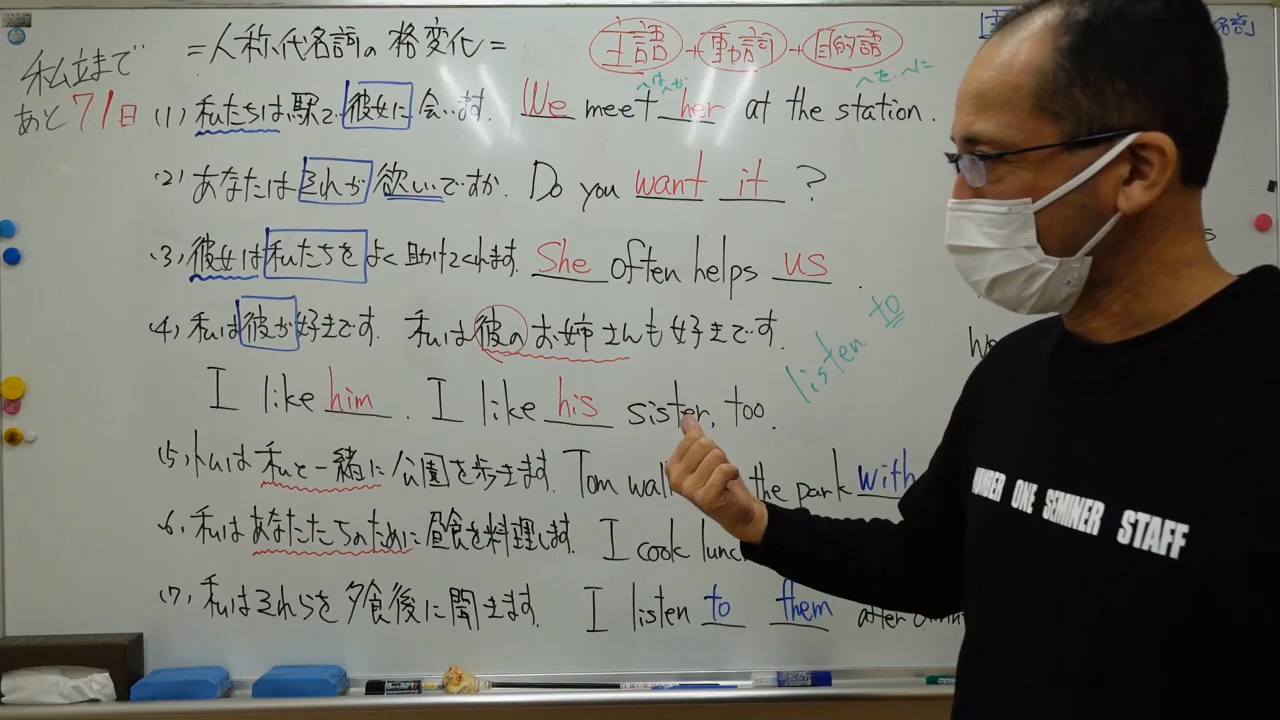 私立まで
あと71日
=人称代名詞の格変化=
主語→動詞→目的語
(1) 私たちは駅で彼女に会います. We meet her at the station.
(2) あなたはそれが欲しいですか. Do you want it ?
(3) 彼女は私たちをよく助けてくれます. She often helps us .
(4) 私は彼が好きです. 私は彼のお姉さんも好きです.
I like him . I like his sister, too.
listen to
(5) トムは私と一緒に公園を歩きます. Tom wal the park with
(6) 私はあなたたちのために昼食を料理します. I cook lunc
(7) 私はそれらを夕食後に聞きます. I listen to them after dinn
NUMBER ONE SEMINER STAFF